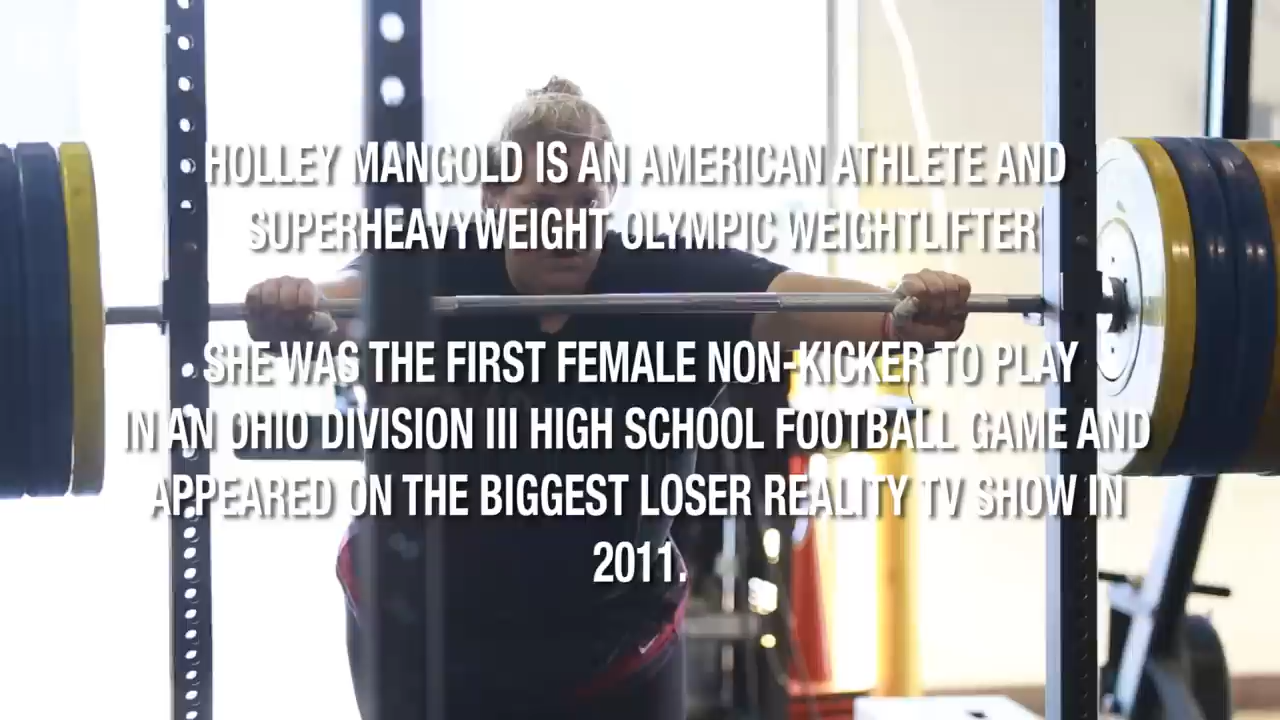 HOLLEY MANGOLD IS AN AMERICAN ATHLETE AND
SUPERHEAVYWEIGHT OLYMPIC WEIGHTLIFTER
SHE WAS THE FIRST FEMALE NON-KICKER TO PLAY
IN AN OHIO DIVISION III HIGH SCHOOL FOOTBALL GAME AND
APPEARED ON THE BIGGEST LOSER REALITY TV SHOW IN
2011.